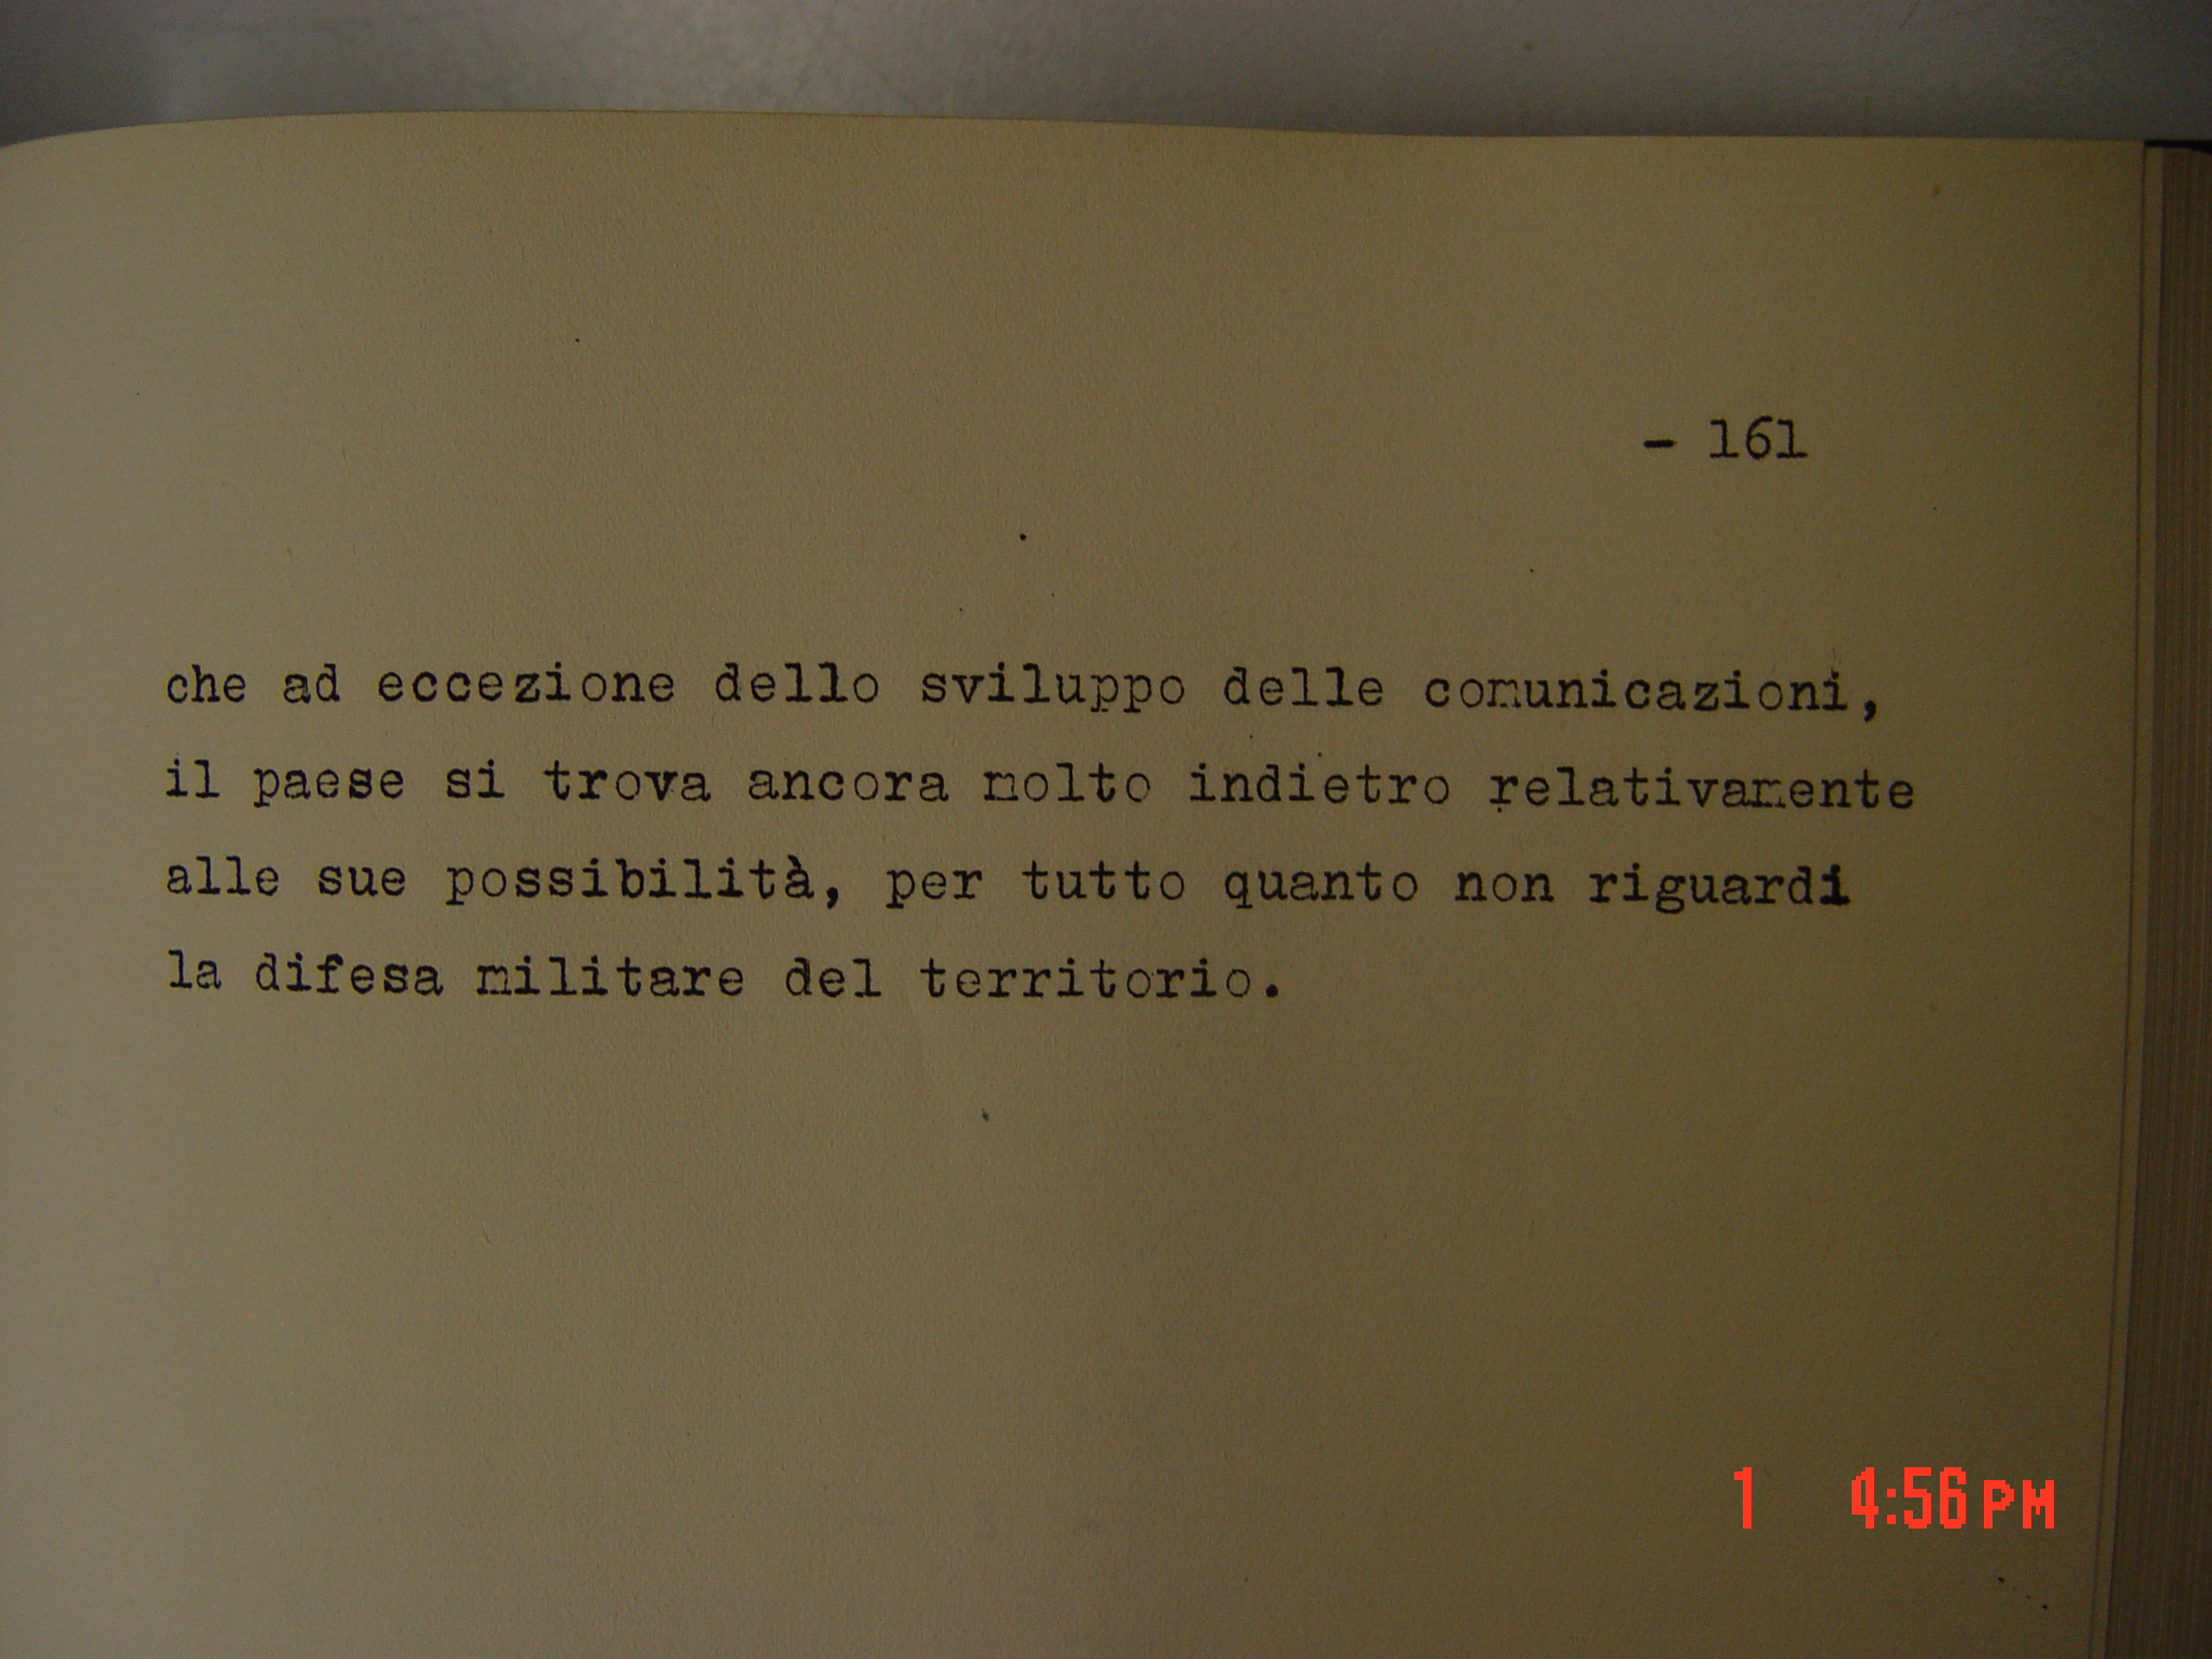 - 161
che ad eccezione dello sviluppo delle comunicazioni,
il paese si trova ancora molto indietro relativamente
alle sue possibilità, per tutto quanto non riguardi
la difesa militare del territorio.
1 4:56 PM